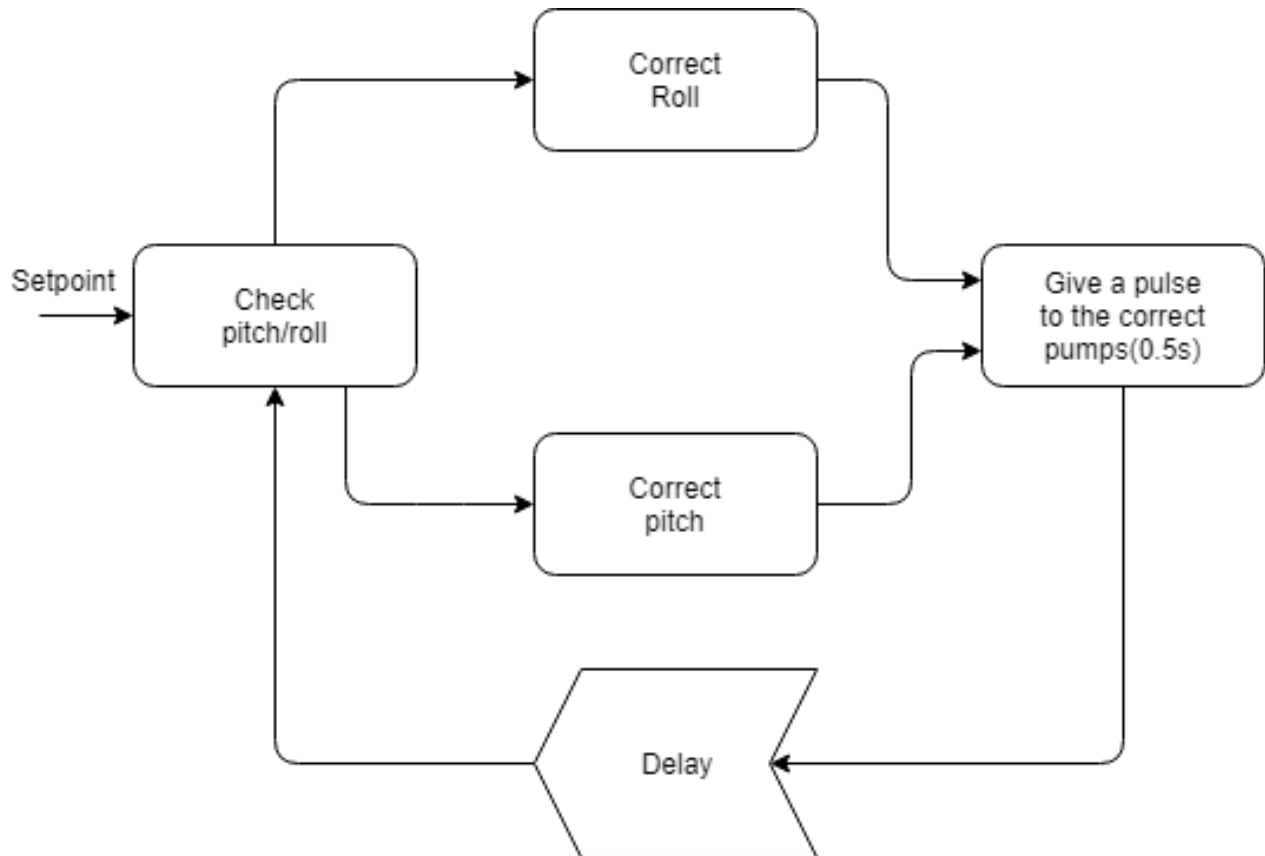 Correct
Roll
Setpoint
Check
pitch/roll
Give a pulse
to the correct
pumps(0.5s)
Correct
pitch
Delay